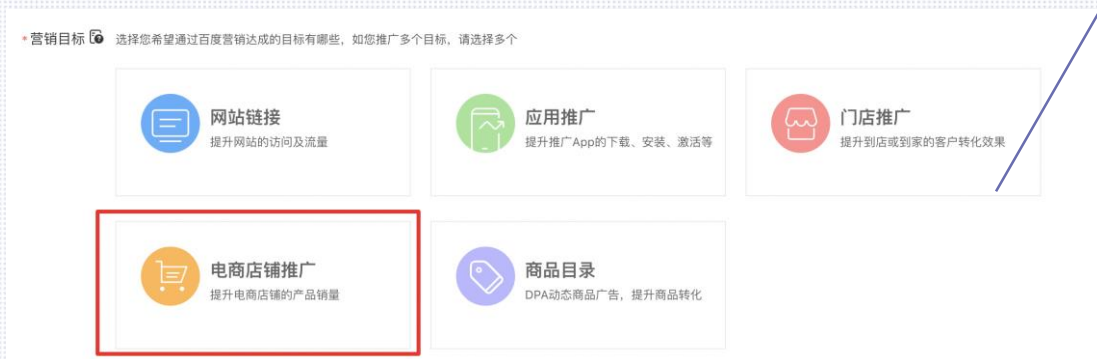 *营销目标 选择您希望通过百度营销达成的目标有哪些，如您推广多个目标，请选择多个
网站链接
提升网站的访问及流量
应用推广
提升推广App的下载、安装、激活等
门店推广
提升到店或到家的客户转化效果
电商店铺推广
提升电商店铺的产品销量
商品目录
DPA动态商品广告，提升商品转化